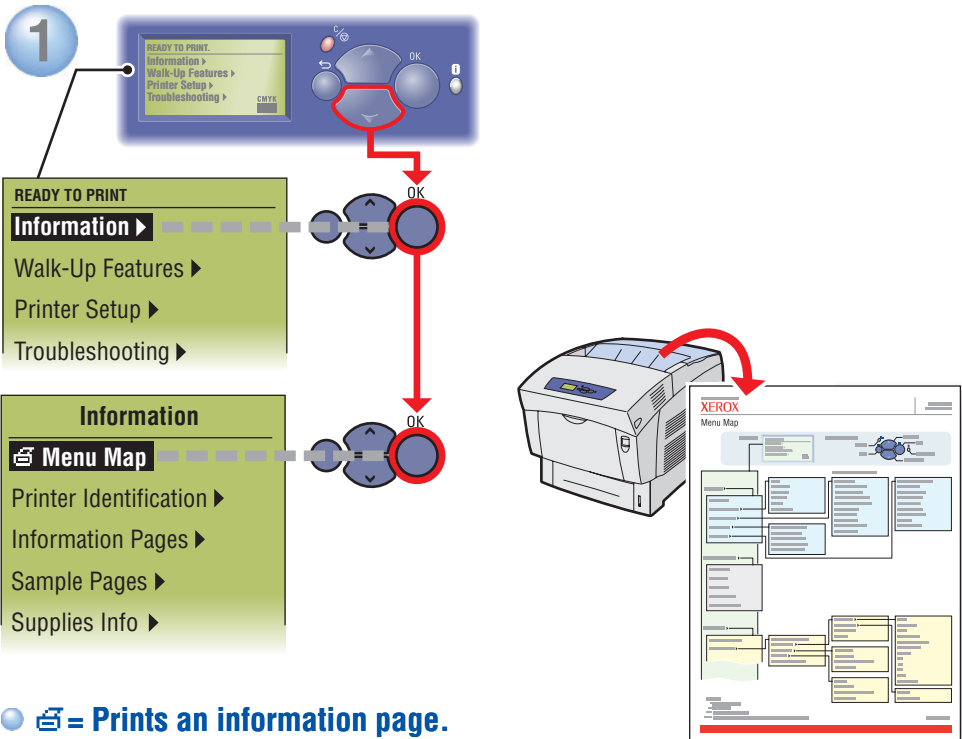 1
READY TO PRINT.
Information
Walk-Up Features
Printer Setup
Troubleshooting
CMYK
C/
OK
i
READY TO PRINT
Information
Walk-Up Features
Printer Setup
Troubleshooting
OK
Information
Menu Map
Printer Identification
Information Pages
Sample Pages
Supplies Info
OK
XEROX
Menu Map
= Prints an information page.